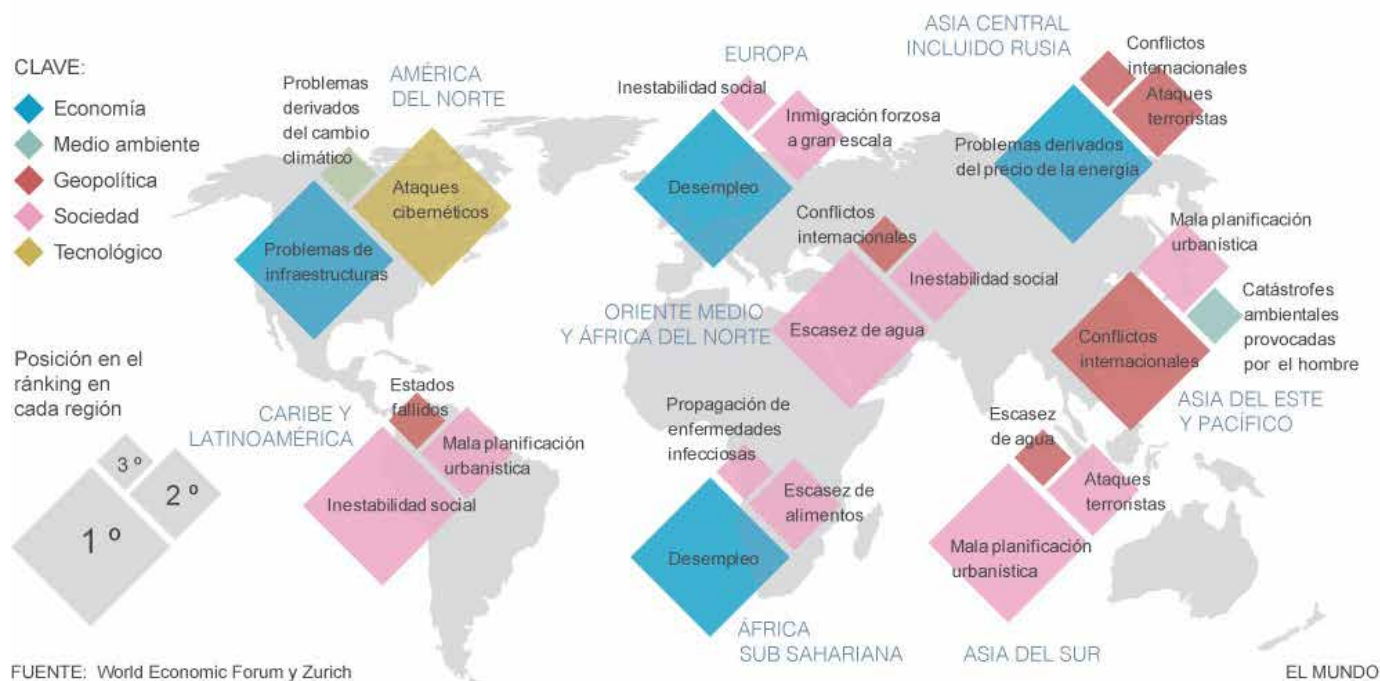 CLAVE:
Economía
Medio ambiente
Geopolítica
Sociedad
Tecnológico
Posición en el
ránking en
cada región
3 º
2 º
1 º
AMÉRICA
DEL NORTE
Problemas
derivados
del cambio
climático
Ataques
cibernéticos
Problemas de
infraestructuras
CARIBE Y
LATINOAMÉRICA
Estados
fallidos
Mala planificación
urbanística
Inestabilidad social
EUROPA
Inestabilidad social
Inmigración forzosa
a gran escala
Desempleo
ORIENTE MEDIO
Y ÁFRICA DEL NORTE
Conflictos
internacionales
Inestabilidad social
Escasez de agua
Propagación de
enfermedades
infecciosas
Escasez de
alimentos
Desempleo
ÁFRICA
SUB SAHARIANA
ASIA CENTRAL
INCLUIDO RUSIA
Conflictos
internacionales
Ataques
terroristas
Problemas derivados
del precio de la energía
Mala planificación
urbanística
Catástrofes
ambientales
provocadas
por el hombre
Conflictos
internacionales
ASIA DEL ESTE
Y PACÍFICO
Escasez
de agua
Ataques
terroristas
Mala planificación
urbanística
ASIA DEL SUR
FUENTE: World Economic Forum y Zurich
EL MUNDO